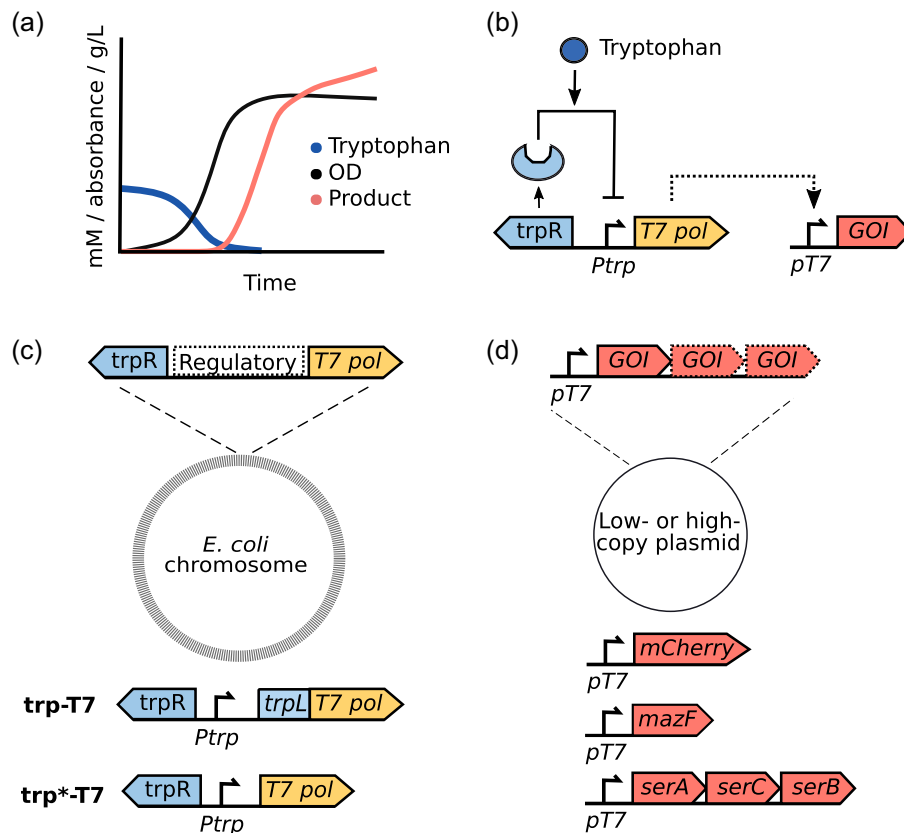 (a)
mM / absorbance / g/L
Tryptophan
OD
Product
Time
(b)
Tryptophan
trpR
T7 pol
GOI
Ptrp
pT7
(c)
trpR
Regulatory
T7 pol
E. coli
chromosome
trp-T7
trpR
trpL
T7 pol
Ptrp
trp*-T7
trpR
T7 pol
Ptrp
(d)
GOI
GOI
GOI
pT7
Low- or high-
copy plasmid
mCherry
pT7
mazF
pT7
serA
serC
serB
pT7